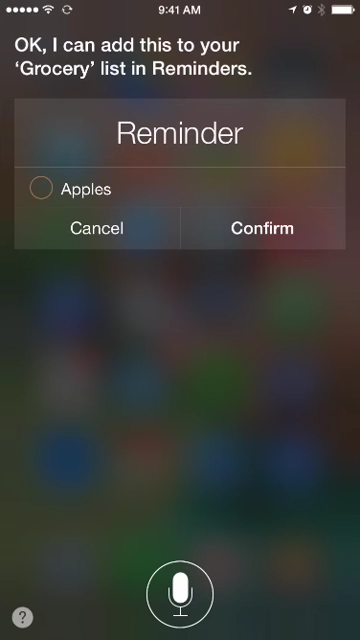 9:41 AM
OK, I can add this to your
‘Grocery’ list in Reminders.
Reminder
Apples
Cancel Confirm
?